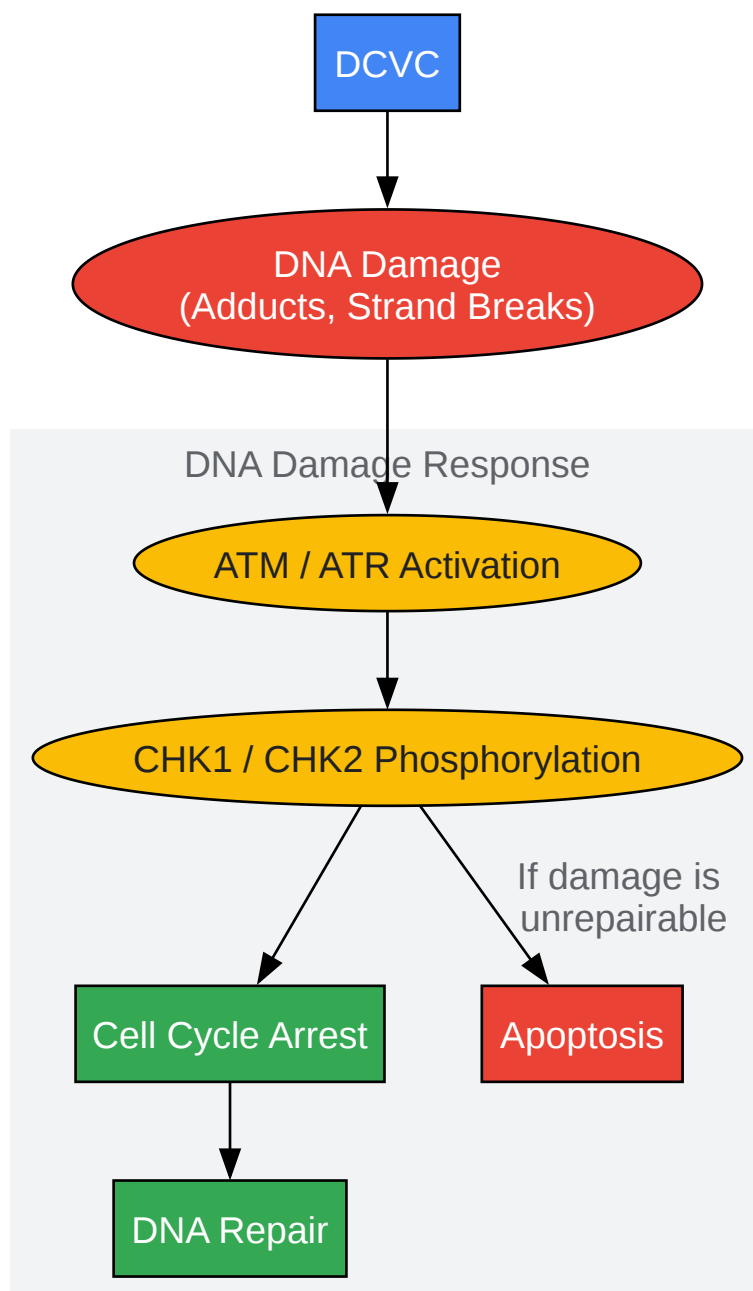 DCVC
DNA Damage
(Adducts, Strand Breaks)
DNA Damage Response
ATM / ATR Activation
CHK1 / CHK2 Phosphorylation
If damage is
unrepairable
Cell Cycle Arrest
Apoptosis
DNA Repair